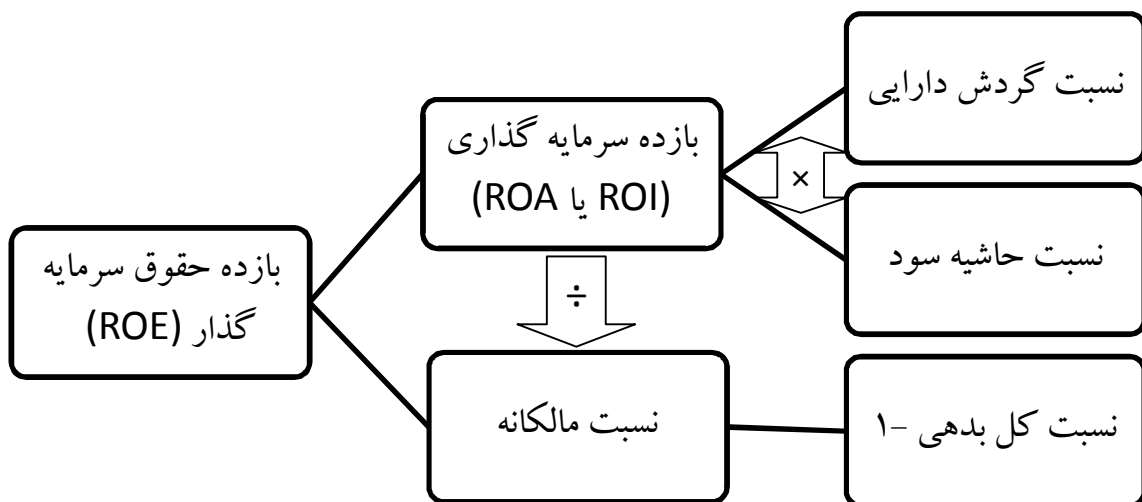 نسبت گردش دارایی
بازده سرمایه گذاری
(ROA یا ROI)
×
نسبت حاشیه سود
بازده حقوق سرمایه
گذار (ROE)
÷
نسبت مالکانه
۱− نسبت کل بدهی